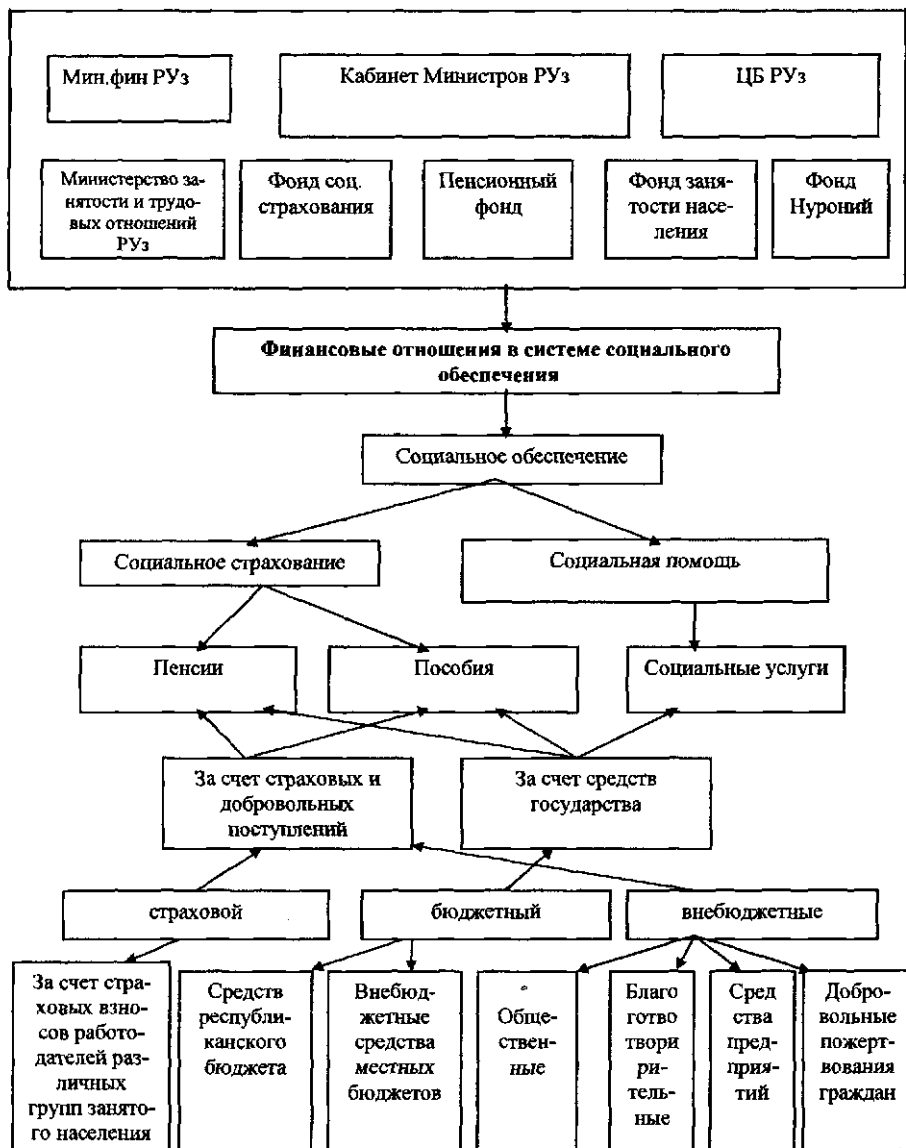 Мин.фин РУз
Кабинет Министров РУз
ЦБ РУз
Министерство за-
нятости и трудо-
вых отношений
РУз
Фонд соц.
страхования
Пенсионный
фонд
Фонд заня-
тости насе-
ления
Фонд
Нуроний
Финансовые отношения в системе социального
обеспечения
Социальное обеспечение
Социальное страхование
Социальная помощь
Пенсии
Пособия
Социальные услуги
За счет страховых и
добровольных
поступлений
За счет средств
государства
страховой
бюджетный
внебюджетные
За счет стра-
ховых взно-
сов работо-
дателей раз-
личных
групп занято-
го населения
Средств
республи-
канского
бюджета
Внебюд-
жетные
средства
местных
бюджетов
Обще-
ствен-
ные
Благо
готво
твори
ри-
тель-
ные
Сред
ства
пред-
прия-
тий
Добро-
вольные
пожерт-
вования
граждан